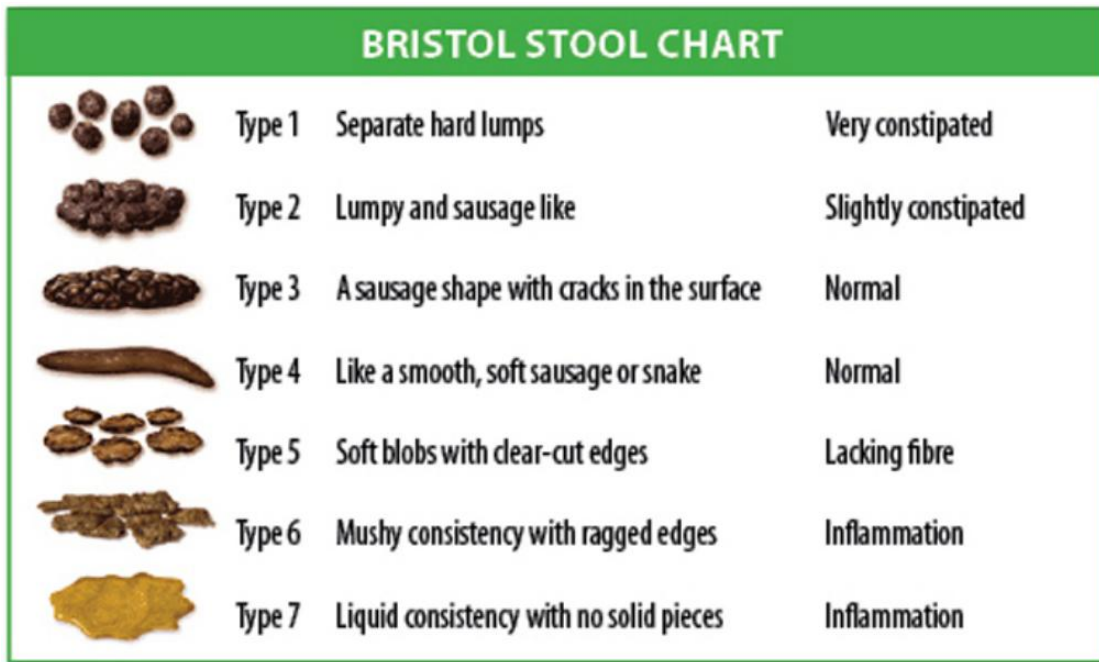 BRISTOL STOOL CHART
Type 1 Separate hard lumps Very constipated
Type 2 Lumpy and sausage like Slightly constipated
Type 3 A sausage shape with cracks in the surface Normal
Type 4 Like a smooth, soft sausage or snake Normal
Type 5 Soft blobs with clear-cut edges Lacking fibre
Type 6 Mushy consistency with ragged edges Inflammation
Type 7 Liquid consistency with no solid pieces Inflammation